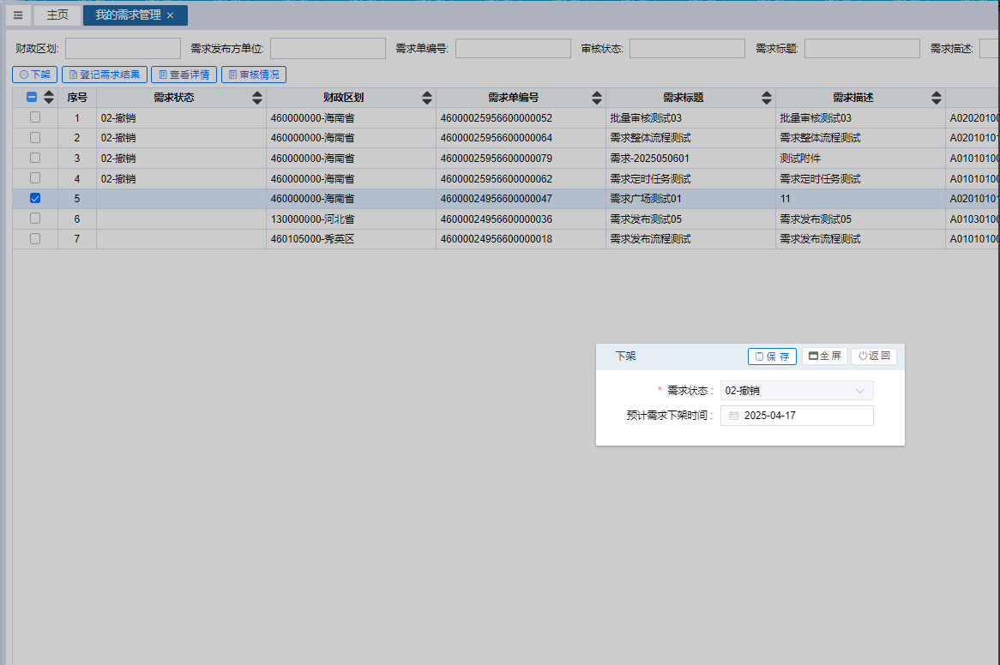 主页 我的需求管理 ×
财政区划: 需求发布方单位: 需求单编号: 审核状态: 需求标题: 需求描述:
下架 登记需求结果 查看详情 审核情况
序号 需求状态 财政区划 需求单编号 需求标题 需求描述
1 02-撤销 460000000-海南省 46000025956600000052 批量审核测试03 批量审核测试03 A0202010
2 02-撤销 460000000-海南省 46000025956600000064 需求整体流程测试 需求整体流程测试 A0201010
3 02-撤销 460000000-海南省 46000025956600000079 需求-2025050601 测试附件 A0101010
4 02-撤销 460000000-海南省 46000025956600000062 需求定时任务测试 需求定时任务测试 A0101010
5 460000000-海南省 46000024956600000047 需求广场测试01 11 A0201010
6 130000000-河北省 46000024956600000036 需求发布测试05 需求发布测试05 A0103010
7 460105000-秀英区 46000024956600000018 需求发布流程测试 需求发布流程测试 A0101010
下架 保 存 全 屏 返 回
* 需求状态 : 02-撤销
预计需求下架时间 : 2025-04-17